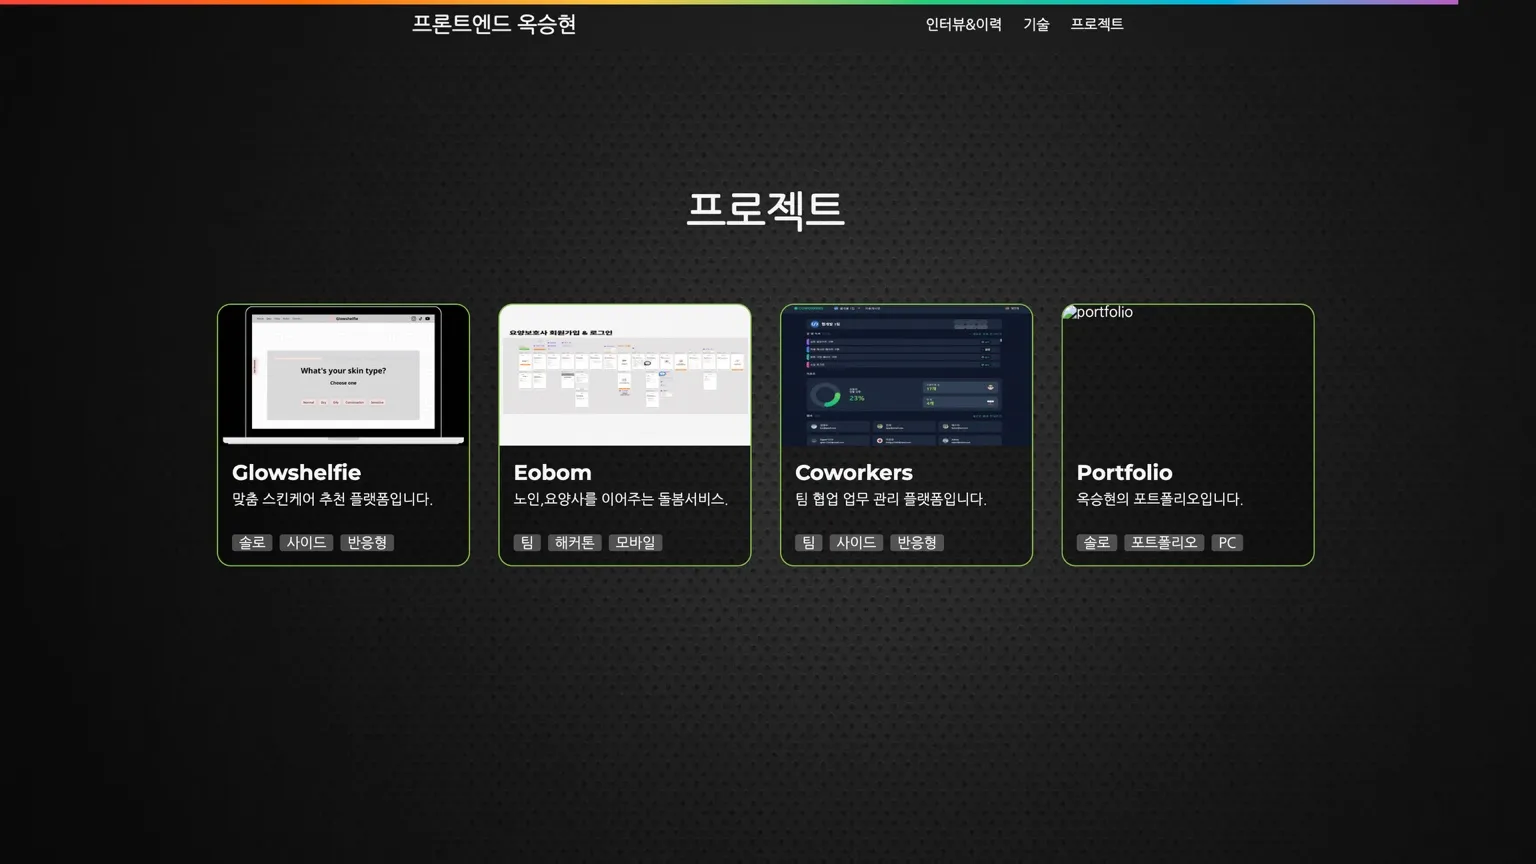 프론트엔드 옥승현
인터뷰&이력 기술 프로젝트
프로젝트
Glowshelfie
What's your skin type?
Choose one
Glowshelfie
맞춤 스킨케어 추천 플랫폼입니다.
솔로 사이드 반응형
요양보호사 회원가입 & 로그인
Eobom
노인,요양사를 이어주는 돌봄서비스.
팀 해커톤 모바일
23%
Coworkers
팀 협업 업무 관리 플랫폼입니다.
팀 사이드 반응형
portfolio
Portfolio
옥승현의 포트폴리오입니다.
솔로 포트폴리오 PC